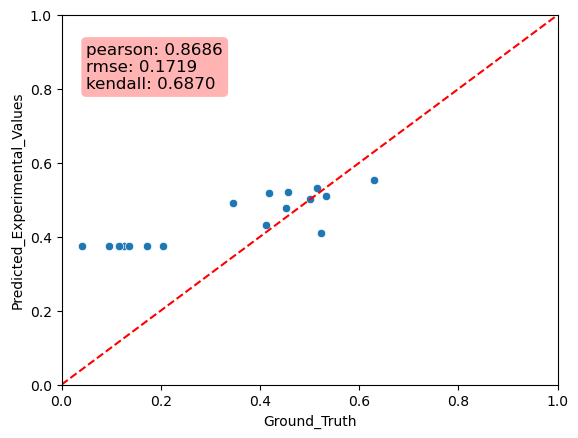 pearson: 0.8686
rmse: 0.1719
kendall: 0.6870
1.0
0.8
0.6
0.4
0.2
0.0
Predicted_Experimental_Values
0.0 0.2 0.4 0.6 0.8 1.0
Ground_Truth